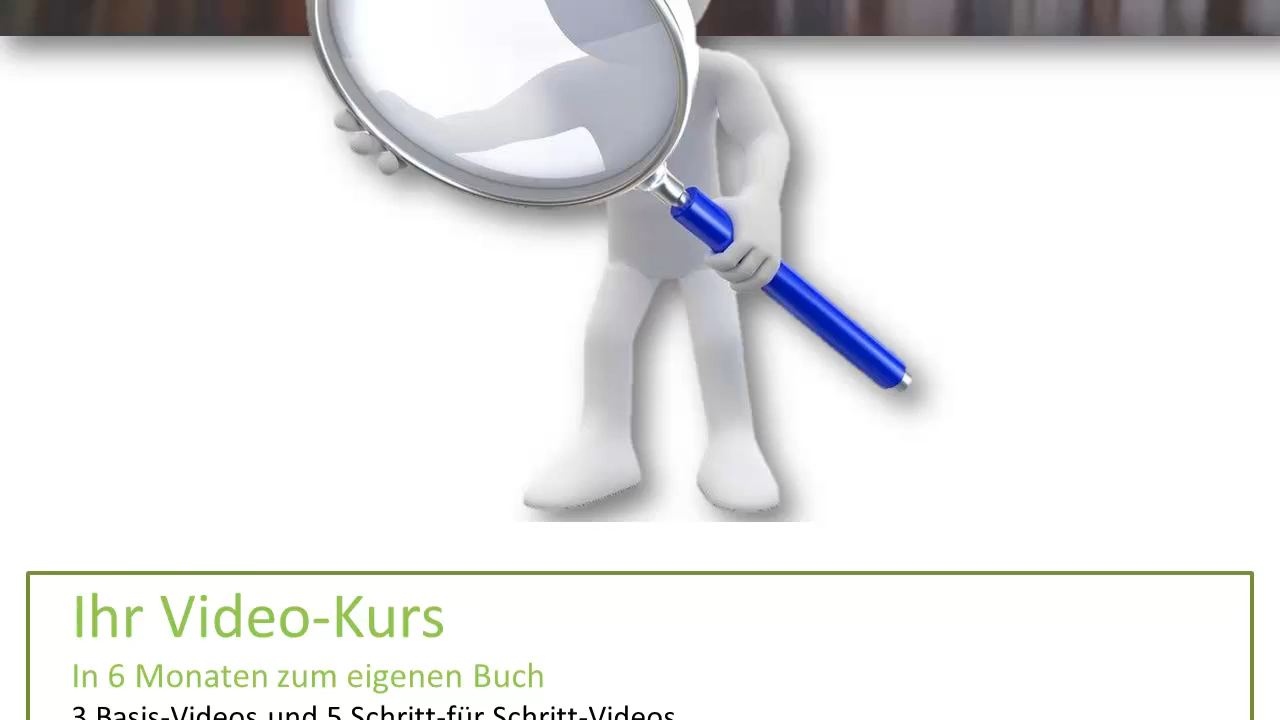 Ihr Video-Kurs
In 6 Monaten zum eigenen Buch
3 Basis-Videos und 5 Schritt-für Schritt-Videos